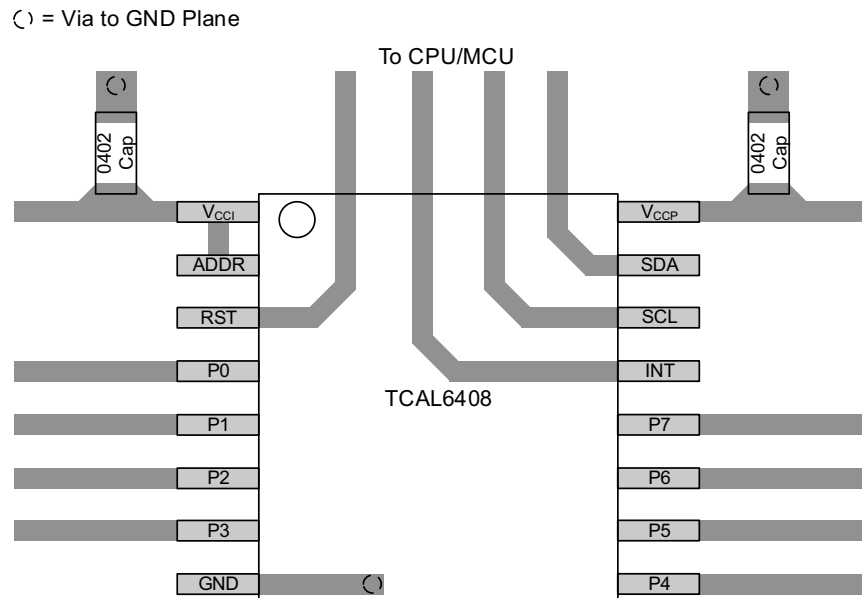 = Via to GND Plane
To CPU/MCU
0402
Cap
0402
Cap
VCCI
VCCP
ADDR
SDA
RST
SCL
P0
INT
TCAL6408
P1
P7
P2
P6
P3
P5
GND
P4